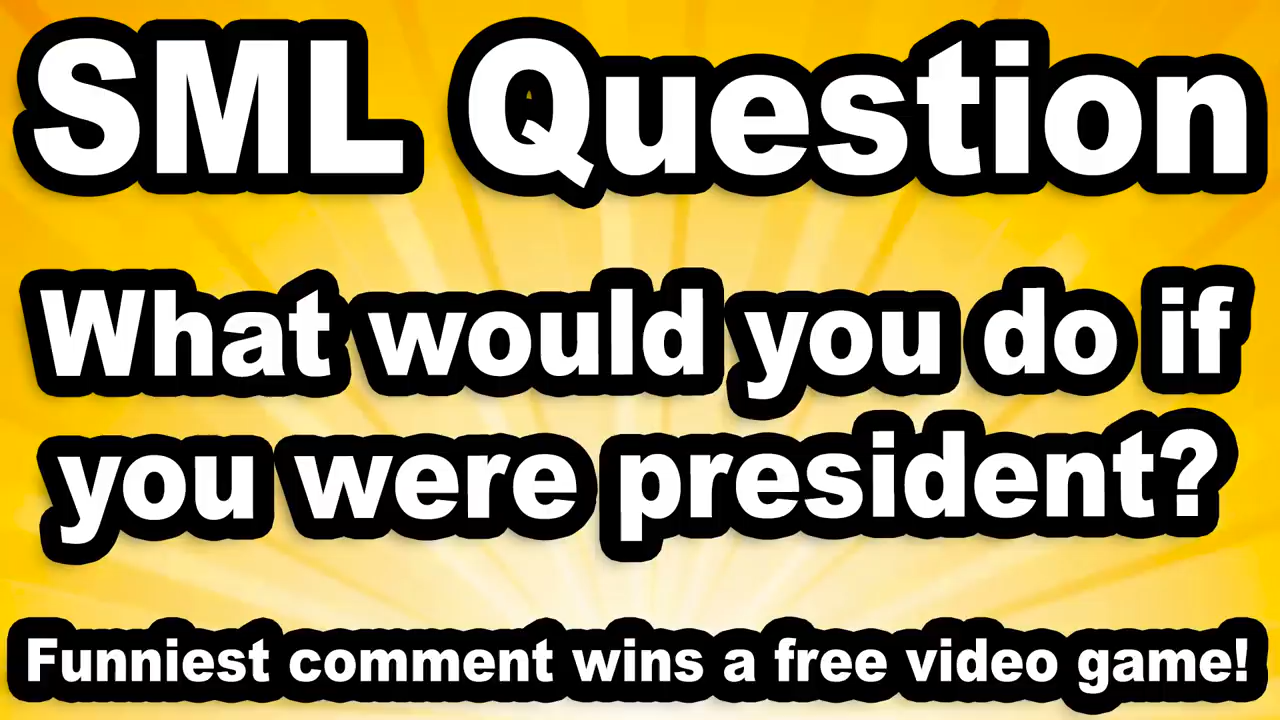 SML Question
What would you do if
you were president?
Funniest comment wins a free video game!